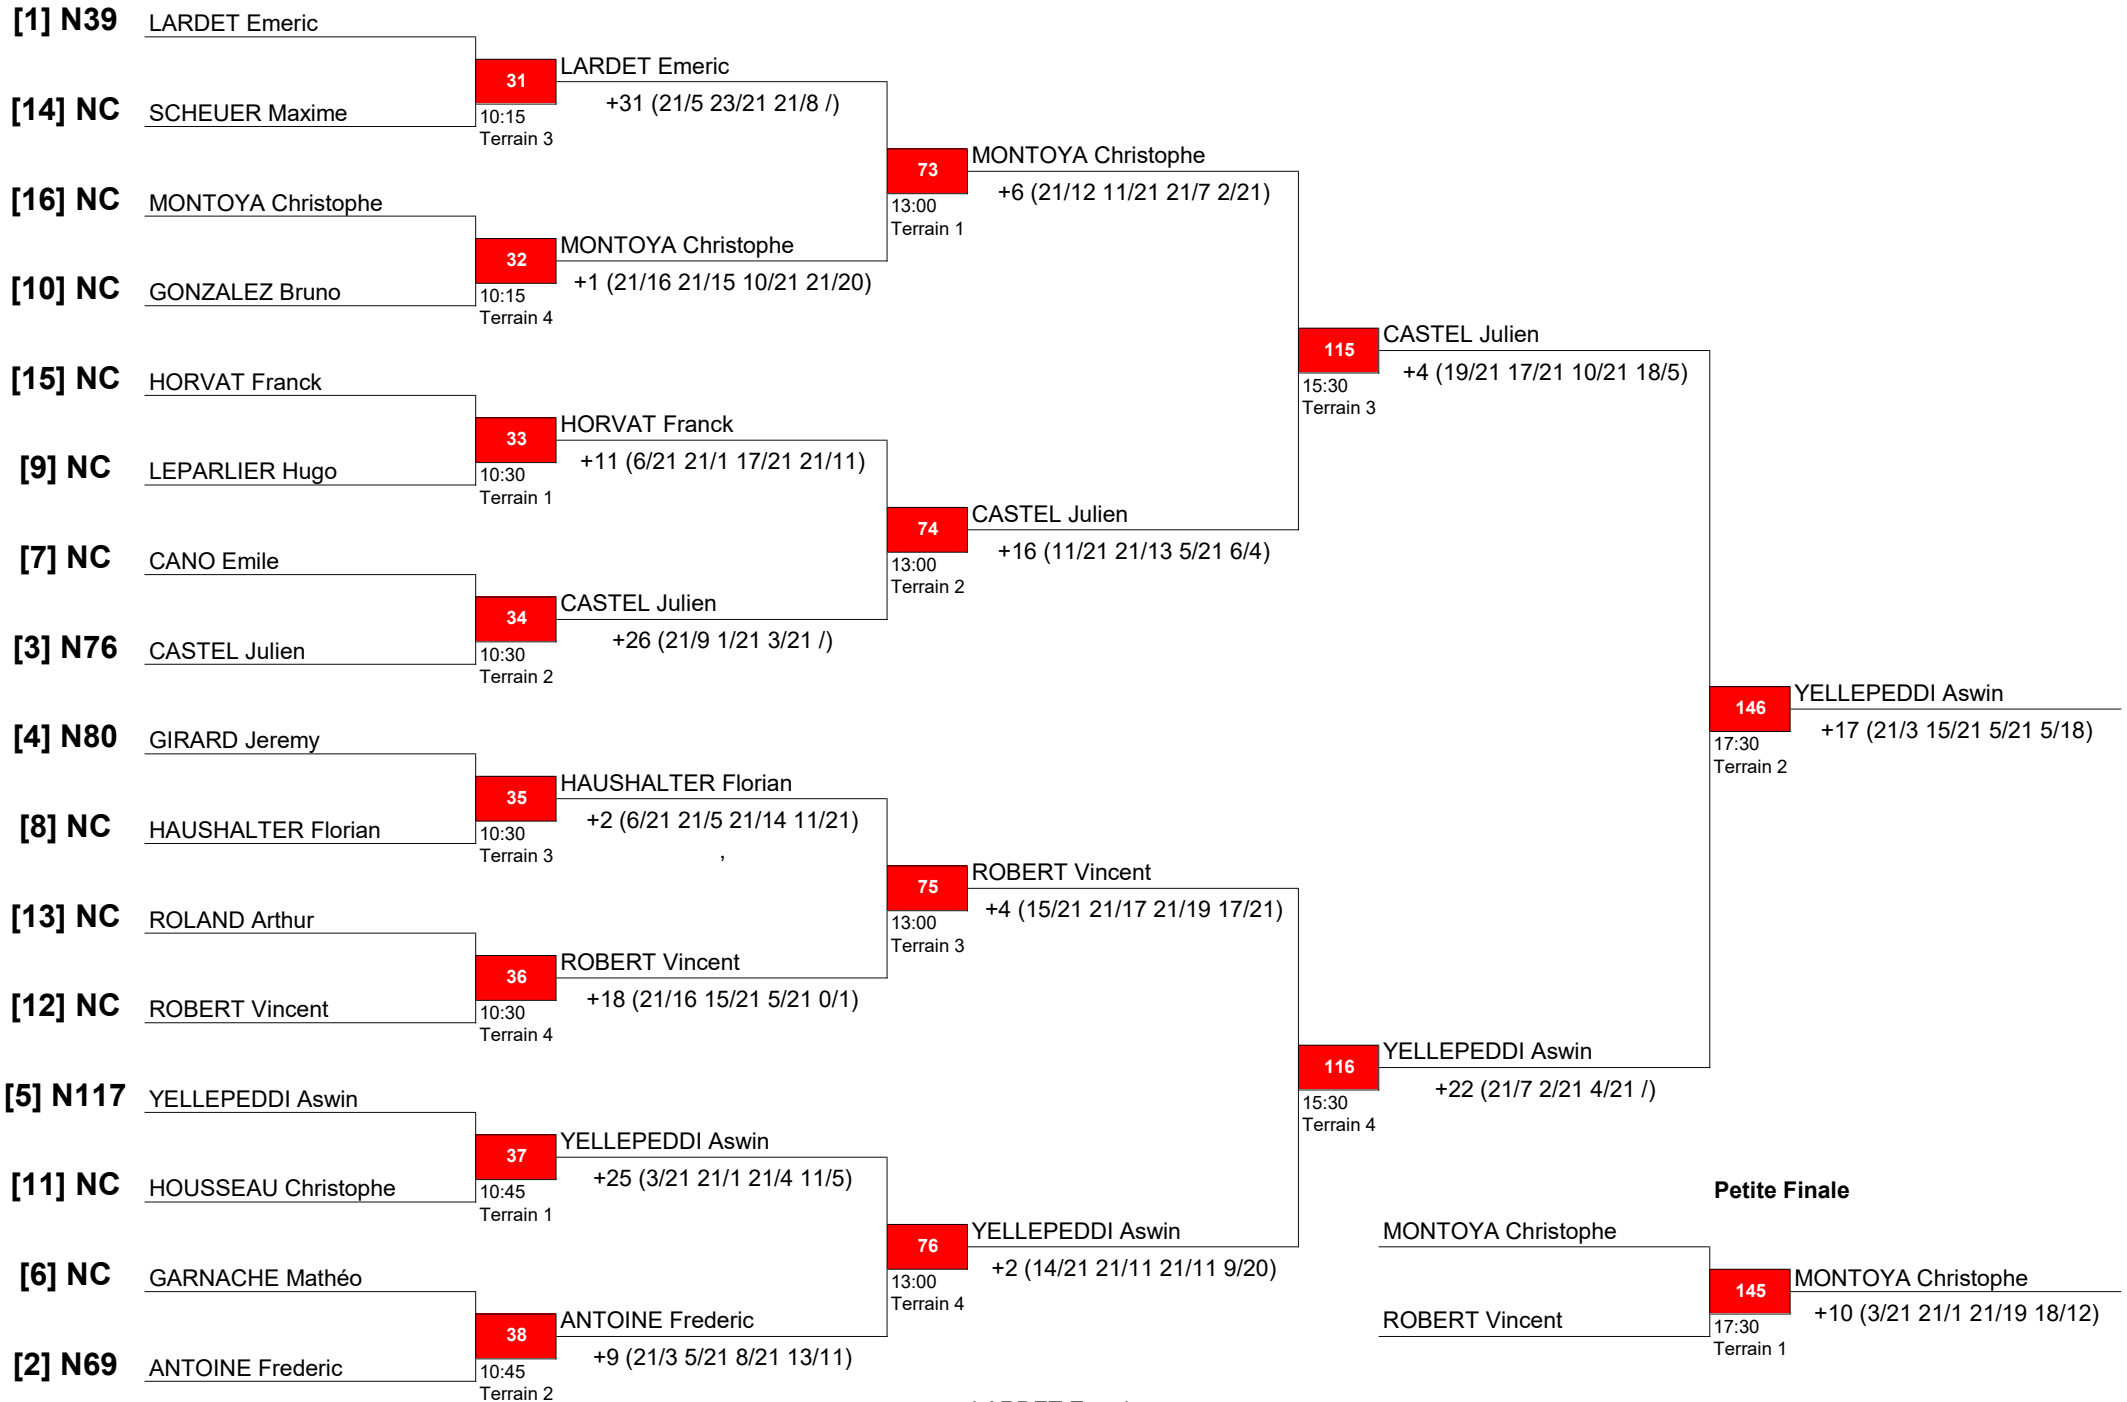 [1] N39 LARDET Emeric
31 LARDET Emeric
+31 (21/5 23/21 21/8 /)
[14] NC SCHEUER Maxime
10:15
Terrain 3
73 MONTOYA Christophe
+6 (21/12 11/21 21/7 2/21)
[16] NC MONTOYA Christophe
13:00
Terrain 1
32 MONTOYA Christophe
+1 (21/16 21/15 10/21 21/20)
[10] NC GONZALEZ Bruno
10:15
Terrain 4
115 CASTEL Julien
+4 (19/21 17/21 10/21 18/5)
[15] NC HORVAT Franck
15:30
Terrain 3
33 HORVAT Franck
+11 (6/21 21/1 17/21 21/11)
[9] NC LEPARLIER Hugo
10:30
Terrain 1
74 CASTEL Julien
+16 (11/21 21/13 5/21 6/4)
[7] NC CANO Emile
13:00
Terrain 2
34 CASTEL Julien
+26 (21/9 1/21 3/21 /)
[3] N76 CASTEL Julien
10:30
Terrain 2
146 YELLEPEDDI Aswin
+17 (21/3 15/21 5/21 5/18)
[4] N80 GIRARD Jeremy
17:30
Terrain 2
35 HAUSHALTER Florian
+2 (6/21 21/5 21/14 11/21)
,
[8] NC HAUSHALTER Florian
10:30
Terrain 3
75 ROBERT Vincent
+4 (15/21 21/17 21/19 17/21)
[13] NC ROLAND Arthur
13:00
Terrain 3
36 ROBERT Vincent
+18 (21/16 15/21 5/21 0/1)
[12] NC ROBERT Vincent
10:30
Terrain 4
116 YELLEPEDDI Aswin
+22 (21/7 2/21 4/21 /)
[5] N117 YELLEPEDDI Aswin
15:30
Terrain 4
37 YELLEPEDDI Aswin
+25 (3/21 21/1 21/4 11/5)
[11] NC HOUSSEAU Christophe
10:45
Terrain 1
Petite Finale
76 YELLEPEDDI Aswin
+2 (14/21 21/11 21/11 9/20)
MONTOYA Christophe
[6] NC GARNACHE Mathéo
13:00
Terrain 4
145 MONTOYA Christophe
+10 (3/21 21/1 21/19 18/12)
38 ANTOINE Frederic
+9 (21/3 5/21 8/21 13/11)
ROBERT Vincent
17:30
Terrain 1
[2] N69 ANTOINE Frederic
10:45
Terrain 2